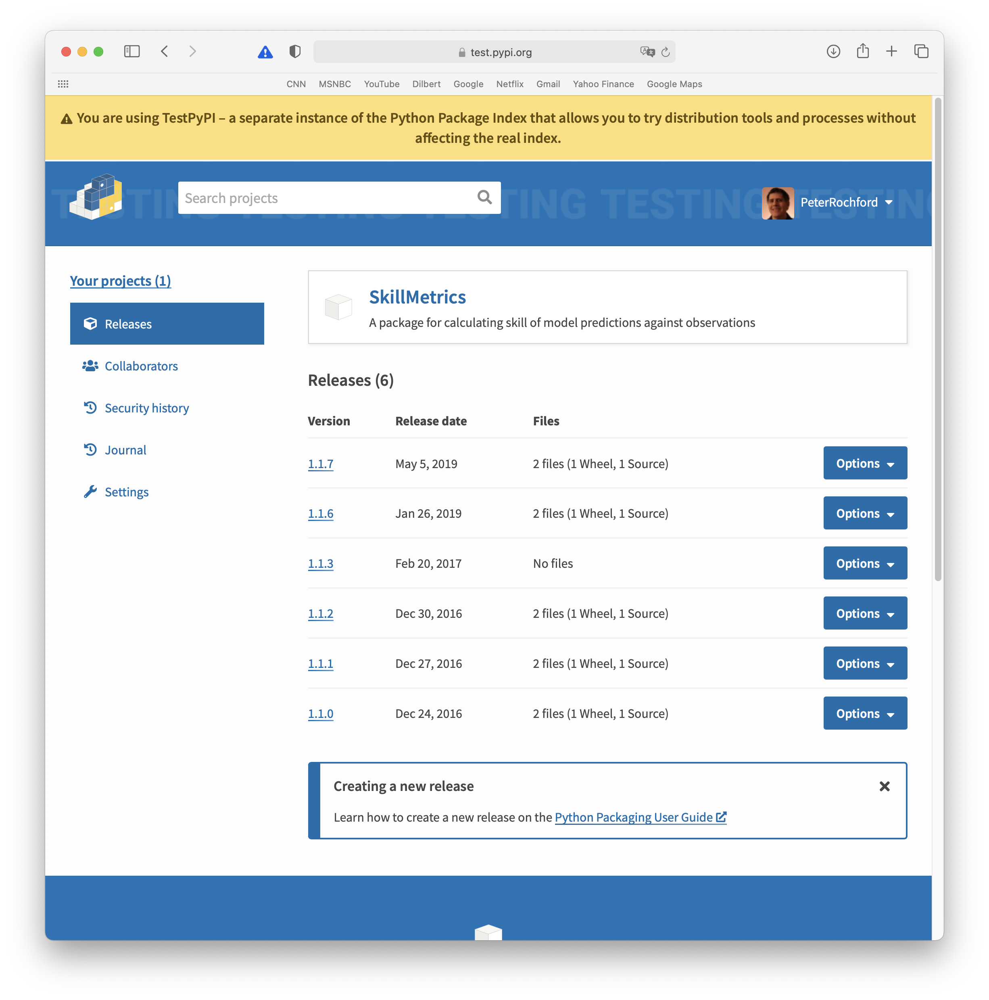 test.pypi.org
CNN MSNBC YouTube Dilbert Google Netflix Gmail Yahoo Finance Google Maps
You are using TestPyPI – a separate instance of the Python Package Index that allows you to try distribution tools and processes without
affecting the real index.
TESTING TESTING TESTING TESTING TESTING
Search projects
PeterRochford
Your projects (1)
Releases
Collaborators
Security history
Journal
Settings
SkillMetrics
A package for calculating skill of model predictions against observations
Releases (6)
Version Release date Files
1.1.7 May 5, 2019 2 files (1 Wheel, 1 Source) Options
1.1.6 Jan 26, 2019 2 files (1 Wheel, 1 Source) Options
1.1.3 Feb 20, 2017 No files Options
1.1.2 Dec 30, 2016 2 files (1 Wheel, 1 Source) Options
1.1.1 Dec 27, 2016 2 files (1 Wheel, 1 Source) Options
1.1.0 Dec 24, 2016 2 files (1 Wheel, 1 Source) Options
Creating a new release
Learn how to create a new release on the Python Packaging User Guide